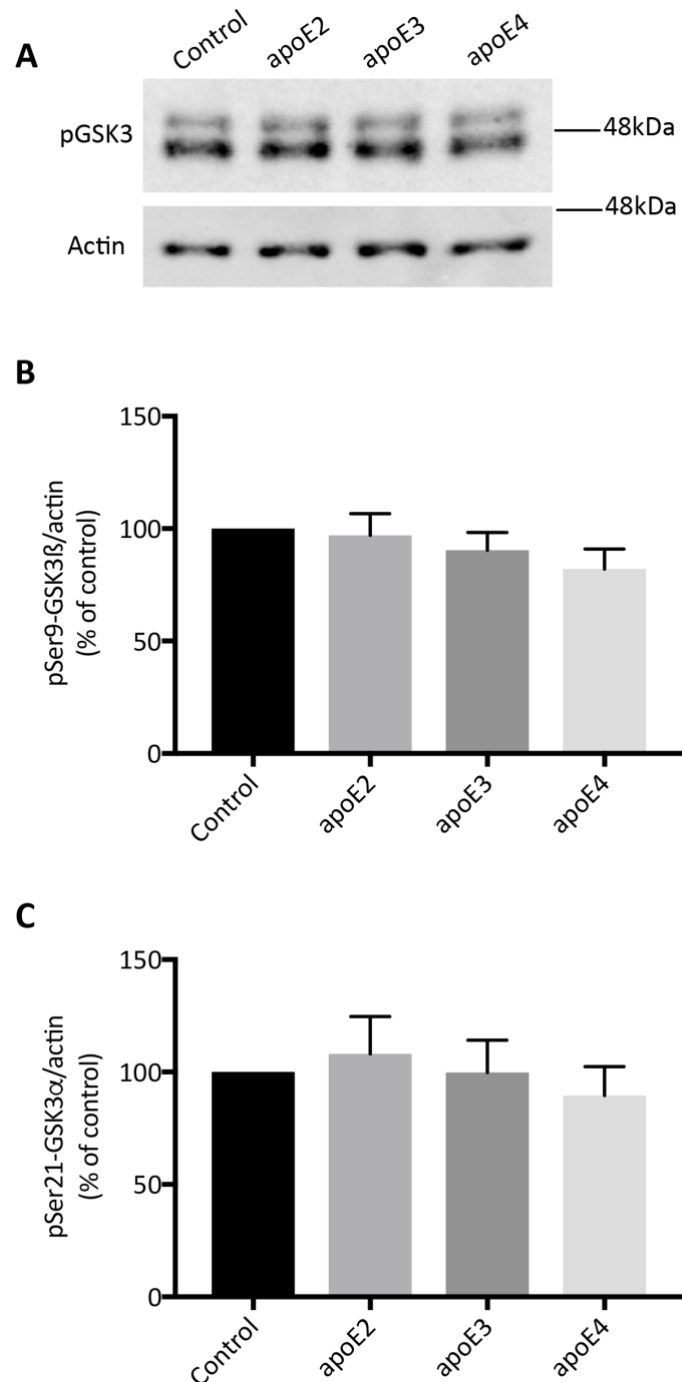 A
Control apoE2 apoE3 apoE4
pGSK3
48kDa
48kDa
Actin
B
150
100
50
0
pSer9-GSK3ß/actin
(% of control)
Control apoE2 apoE3 apoE4
C
150
100
50
0
pSer21-GSK3α/actin
(% of control)
Control apoE2 apoE3 apoE4